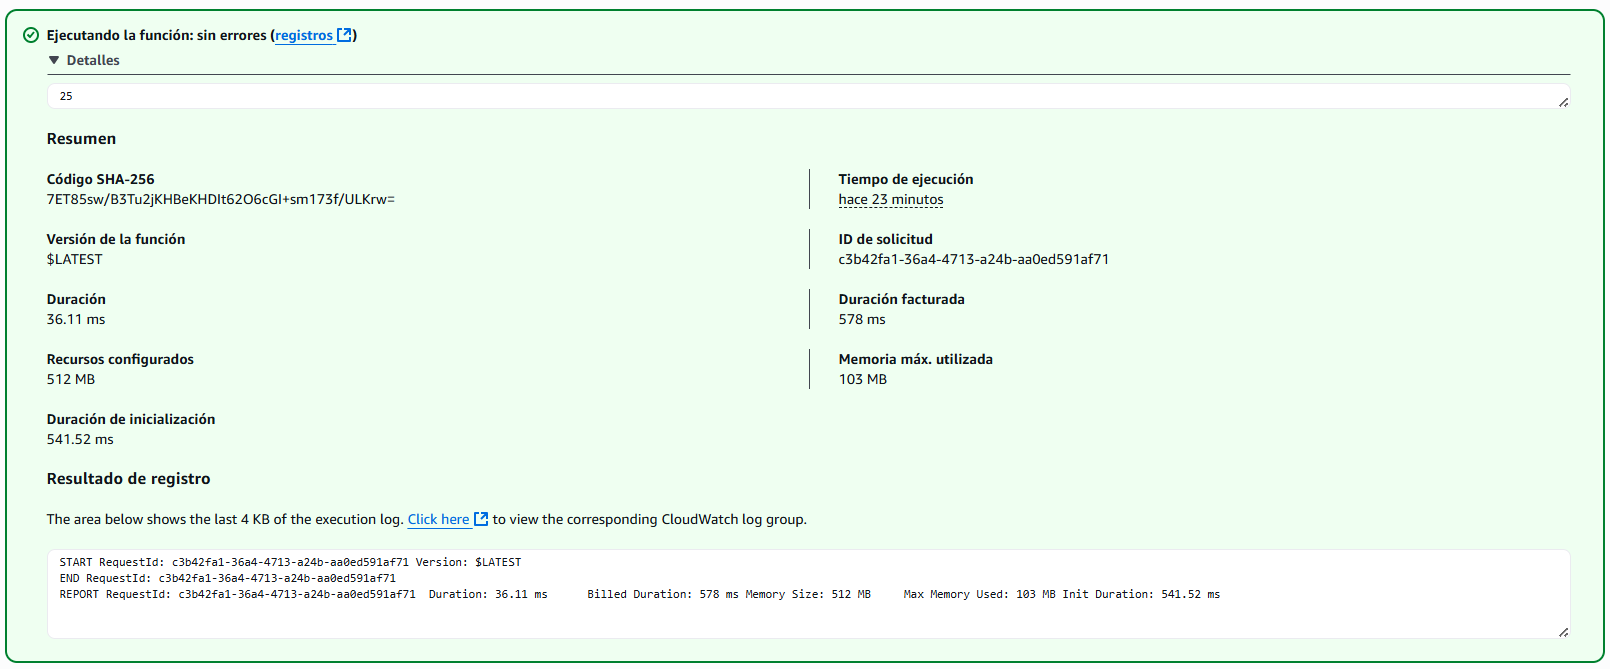 Ejecutando la función: sin errores (registros)
Detalles
25
Resumen
Código SHA-256
7ET85sw/B3Tu2jKHBeKHDIt62O6cGI+sm173f/ULKrw=
Tiempo de ejecución
hace 23 minutos
Versión de la función
$LATEST
ID de solicitud
c3b42fa1-36a4-4713-a24b-aa0ed591af71
Duración
36.11 ms
Duración facturada
578 ms
Recursos configurados
512 MB
Memoria máx. utilizada
103 MB
Duración de inicialización
541.52 ms
Resultado de registro
The area below shows the last 4 KB of the execution log. Click here to view the corresponding CloudWatch log group.
START RequestId: c3b42fa1-36a4-4713-a24b-aa0ed591af71 Version: $LATEST
END RequestId: c3b42fa1-36a4-4713-a24b-aa0ed591af71
REPORT RequestId: c3b42fa1-36a4-4713-a24b-aa0ed591af71 Duration: 36.11 ms Billed Duration: 578 ms Memory Size: 512 MB Max Memory Used: 103 MB Init Duration: 541.52 ms